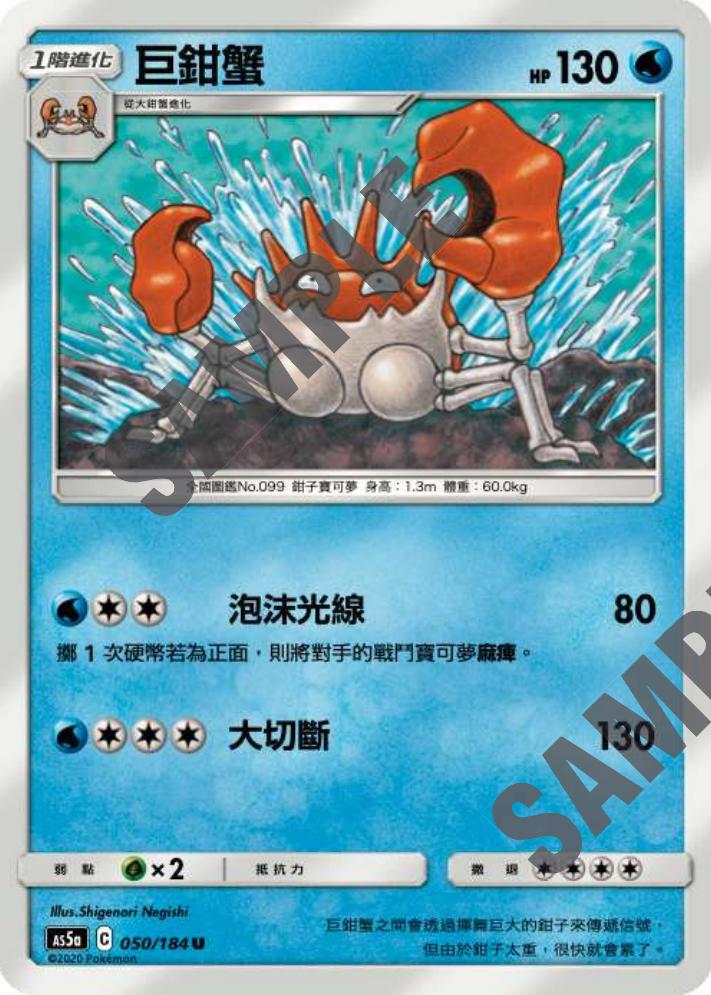 1階進化
巨鉗蟹
HP 130
從大鉗蟹進化
全國圖鑑No.099 鉗子寶可夢 身高：1.3m 體重：60.0kg
泡沫光線 80
擲 1 次硬幣若為正面，則將對手的戰鬥寶可夢麻痺。
大切斷 130
弱點 ×2 抵抗力 撤退
Illus.Shigenori Negishi
AS5a C 050/184 U
©2020 Pokémon
巨鉗蟹之間會透過揮舞巨大的鉗子來傳遞信號，
但由於鉗子太重，很快就會累了。
SAMPLE
SAMPL